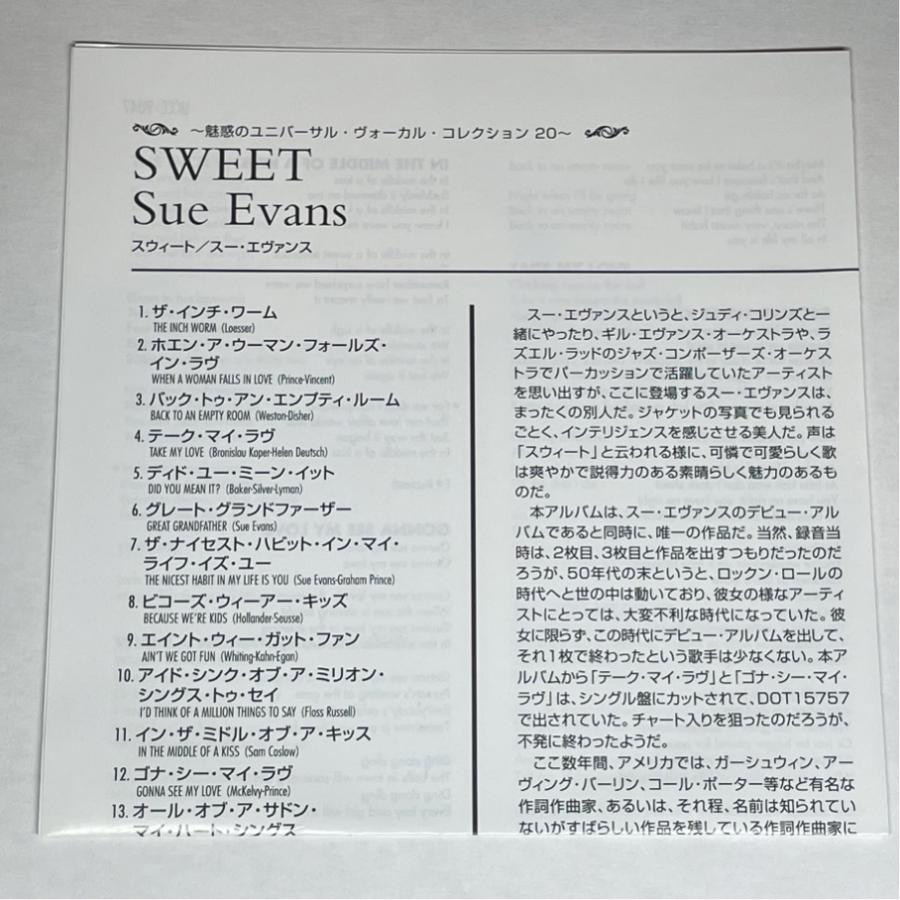 ～魅惑のユニバーサル・ヴォーカル・コレクション 20～
SWEET
Sue Evans
スウィート／スー・エヴァンス
1. ザ・インチ・ワーム
THE INCH WORM (Loesser)
2. ホエン・ア・ウーマン・フォールズ・
イン・ラヴ
WHEN A WOMAN FALLS IN LOVE (Prince-Vincent)
3. バック・トゥ・アン・エンプティ・ルーム
BACK TO AN EMPTY ROOM (Weston-Disher)
4. テーク・マイ・ラヴ
TAKE MY LOVE (Bronislau Kaper-Helen Deutsch)
5. ディド・ユー・ミーン・イット
DID YOU MEAN IT? (Baker-Silver-Lyman)
6. グレート・グランドファーザー
GREAT GRANDFATHER (Sue Evans)
7. ザ・ナイセスト・ハビット・イン・マイ・
ライフ・イズ・ユー
THE NICEST HABIT IN MY LIFE IS YOU (Sue Evans-Graham Prince)
8. ビコーズ・ウィーアー・キッズ
BECAUSE WE'RE KIDS (Hollander-Seusse)
9. エイント・ウィー・ガット・ファン
AIN'T WE GOT FUN (Whiting-Kahn-Egan)
10. アイド・シンク・オブ・ア・ミリオン・
シングス・トゥ・セイ
I'D THINK OF A MILLION THINGS TO SAY (Floss Russell)
11. イン・ザ・ミドル・オブ・ア・キッス
IN THE MIDDLE OF A KISS (Sam Coslow)
12. ゴナ・シー・マイ・ラヴ
GONNA SEE MY LOVE (McKelvy-Prince)
13. オール・オブ・ア・サドン・
マイ・ハート・シングス
スー・エヴァンスというと、ジュディ・コリンズと一
緒にやったり、ギル・エヴァンス・オーケストラや、ラ
ズエル・ラッドのジャズ・コンポーザーズ・オーケス
トラでパーカッションで活躍していたアーティスト
を思い出すが、ここに登場するスー・エヴァンスは、
まったくの別人だ。ジャケットの写真でも見られる
ごとく、インテリジェンスを感じさせる美人だ。声は
「スウィート」と云われる様に、可憐で可愛らしく歌
は爽やかで説得力のある素晴らしく魅力のあるも
のだ。
本アルバムは、スー・エヴァンスのデビュー・アル
バムであると同時に、唯一の作品だ。当然、録音当
時は、2枚目、3枚目と作品を出すつもりだったのだ
ろうが、50年代の末というと、ロックン・ロールの
時代へと世の中は動いており、彼女の様なアーティ
ストにとっては、大変不利な時代になっていた。彼
女に限らず、この時代にデビュー・アルバムを出して、
それ1枚で終わったという歌手は少なくない。本ア
ルバムから「テーク・マイ・ラヴ」と「ゴナ・シー・マイ・
ラヴ」は、シングル盤にカットされて、DOT15757
で出されていた。チャート入りを狙ったのだろうが、
不発に終わったようだ。
ここ数年間、アメリカでは、ガーシュウィン、アー
ヴィング・バーリン、コール・ポーター等など有名な
作詞作曲家、あるいは、それ程、名前は知られてい
ないがすばらしい作品を残している作詞作曲家に